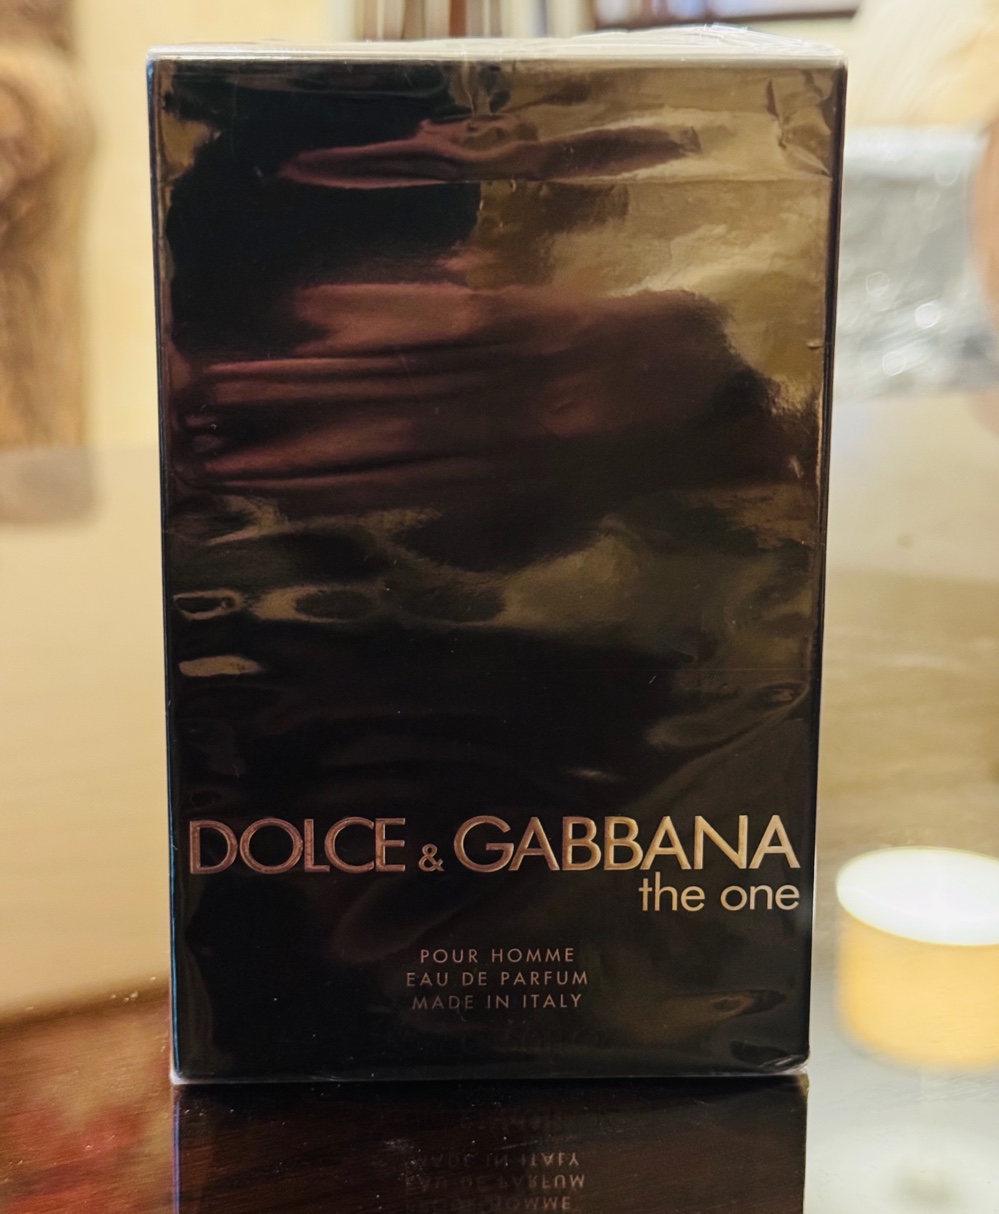 DOLCE & GABBANA
the one
POUR HOMME
EAU DE PARFUM
MADE IN ITALY